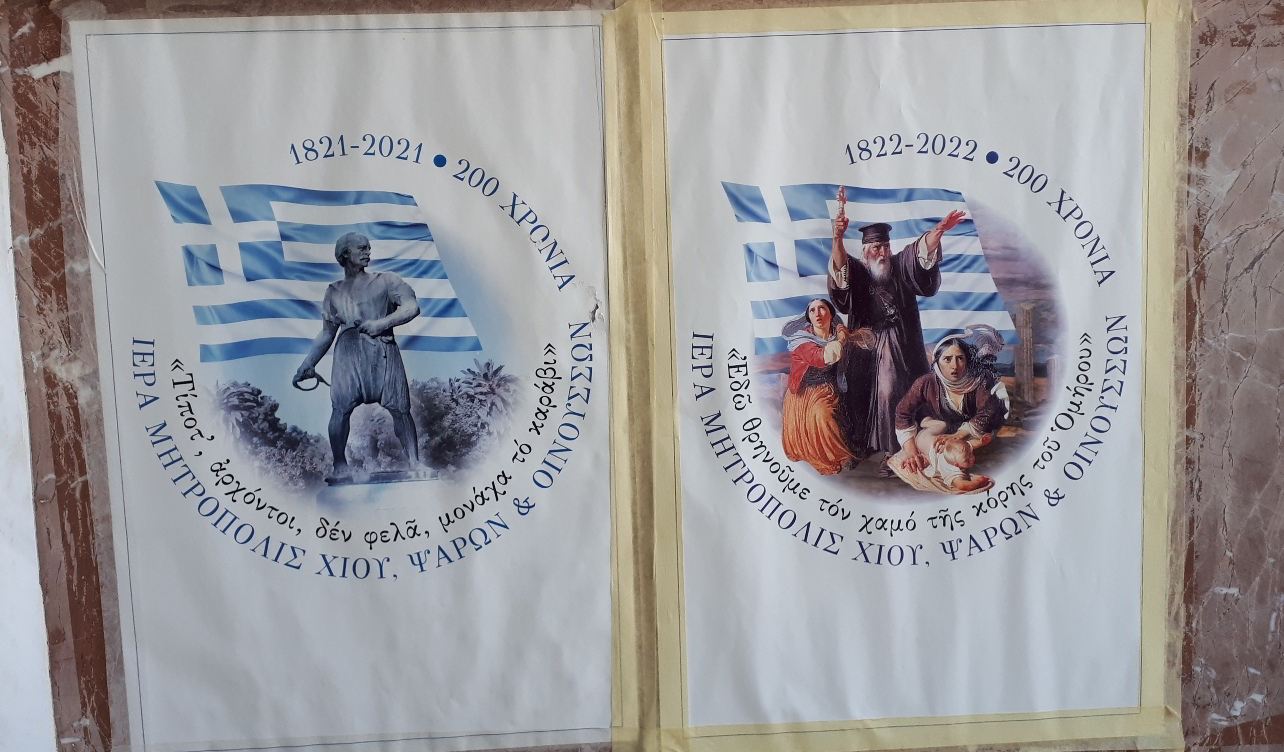 1821-2021 • 200 ΧΡΟΝΙΑ
«Τίποτ', ἀρχόντοι, δέν φελᾶ, μονάχα τό καράβι»
ΙΕΡΑ ΜΗΤΡΟΠΟΛΙΣ ΧΙΟΥ, ΨΑΡΩΝ & ΟΙΝΟΥΣΣΩΝ
1822-2022 • 200 ΧΡΟΝΙΑ
«Ἐδῶ θρηνοῦμε τόν χαμό τῆς κόρης τοῦ Ὁμήρου»
ΙΕΡΑ ΜΗΤΡΟΠΟΛΙΣ ΧΙΟΥ, ΨΑΡΩΝ & ΟΙΝΟΥΣΣΩΝ